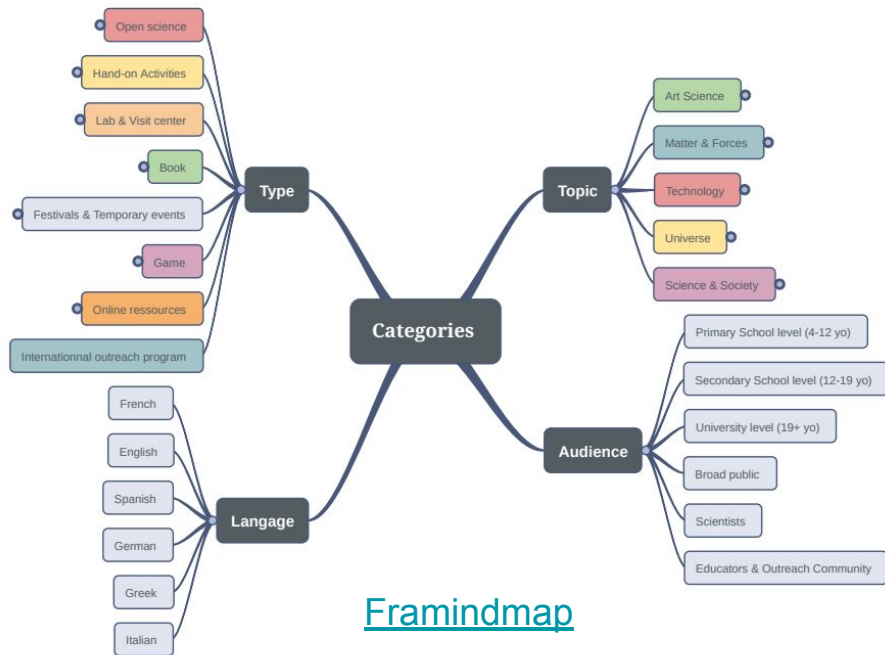 Categories
Type
Open science
Hand-on Activities
Lab & Visit center
Book
Festivals & Temporary events
Game
Online ressources
Internationnal outreach program
Langage
French
English
Spanish
German
Greek
Italian
Topic
Art Science
Matter & Forces
Technology
Universe
Science & Society
Audience
Primary School level (4-12 yo)
Secondary School level (12-19 yo)
University level (19+ yo)
Broad public
Scientists
Educators & Outreach Community
Framindmap